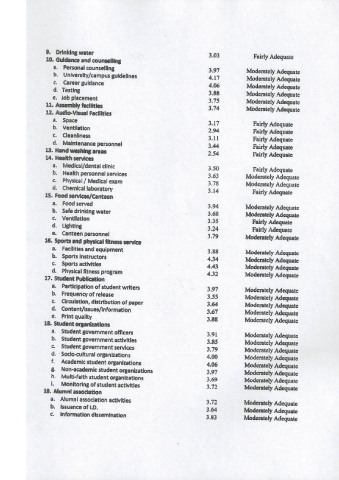 9. Drinking water 3.03 Fairly Adequate
10. Guidance and counselling
a. Personal counselling 3.97 Moderately Adequate
b. University/campus guidelines 4.17 Moderately Adequate
c. Career guidance 4.06 Moderately Adequate
d. Testing 3.88 Moderately Adequate
e. Job placement 3.75 Moderately Adequate
11. Assembly facilities 3.74 Moderately Adequate
12. Audio-Visual Facilities
a. Space 3.17 Fairly Adequate
b. Ventilation 2.94 Fairly Adequate
c. Cleanliness 3.11 Fairly Adequate
d. Maintenance personnel 3.44 Fairly Adequate
13. Hand washing areas 2.54 Fairly Adequate
14. Health services
a. Medical/dental clinic 3.50 Fairly Adequate
b. Health personnel services 3.63 Moderately Adequate
c. Physical / Medical exam 3.78 Moderately Adequate
d. Chemical laboratory 3.14 Fairly Adequate
15. Food services/Canteen
a. Food served 3.94 Moderately Adequate
b. Safe drinking water 3.68 Moderately Adequate
c. Ventilation 3.35 Fairly Adequate
d. Lighting 3.24 Fairly Adequate
e. Canteen personnel 3.79 Moderately Adequate
16. Sports and physical fitness service
a. Facilities and equipment 3.88 Moderately Adequate
b. Sports instructors 4.34 Moderately Adequate
c. Sports activities 4.43 Moderately Adequate
d. Physical fitness program 4.32 Moderately Adequate
17. Student Publication
a. Participation of student writers 3.97 Moderately Adequate
b. Frequency of release 3.55 Moderately Adequate
c. Circulation, distribution of paper 3.64 Moderately Adequate
d. Content/issues/information 3.67 Moderately Adequate
e. Print quality 3.88 Moderately Adequate
18. Student organizations
a. Student government officers 3.91 Moderately Adequate
b. Student government activities 3.85 Moderately Adequate
c. Student government services 3.79 Moderately Adequate
d. Socio-cultural organizations 4.00 Moderately Adequate
f. Academic student organizations 4.06 Moderately Adequate
g. Non-academic student organizations 3.97 Moderately Adequate
h. Multi-faith student organizations 3.69 Moderately Adequate
i. Monitoring of student activities 3.72 Moderately Adequate
19. Alumni association
a. Alumni association activities 3.72 Moderately Adequate
b. Issuance of I.D. 3.64 Moderately Adequate
c. Information dissemination 3.83 Moderately Adequate